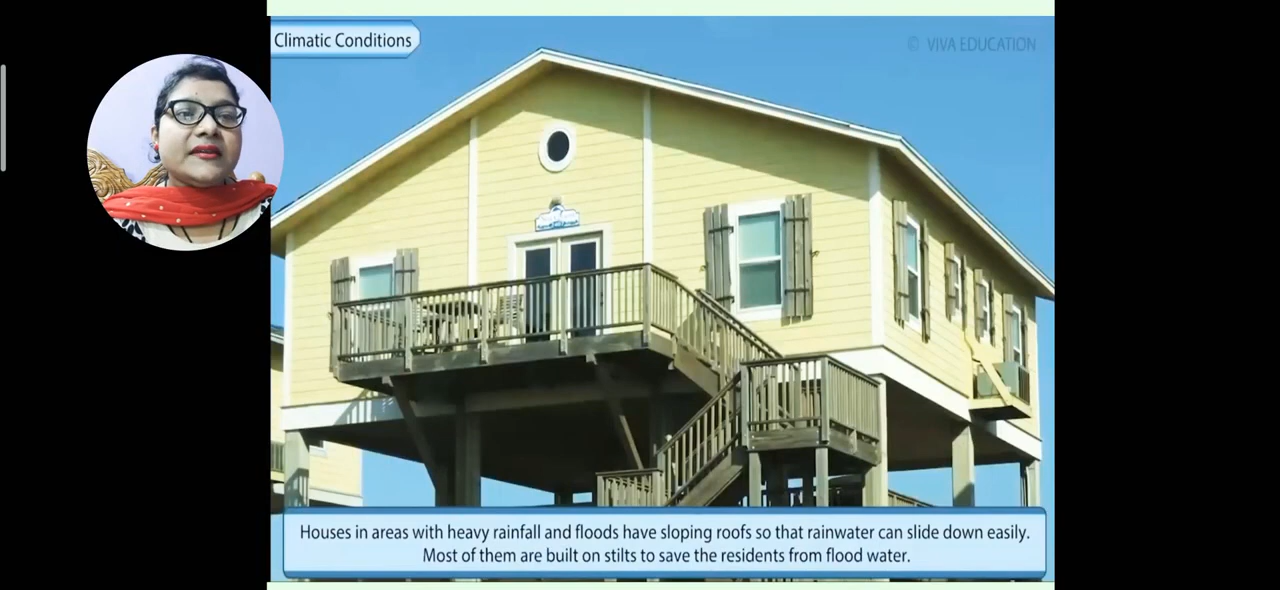 Climatic Conditions
© VIVA EDUCATION
Houses in areas with heavy rainfall and floods have sloping roofs so that rainwater can slide down easily.
Most of them are built on stilts to save the residents from flood water.